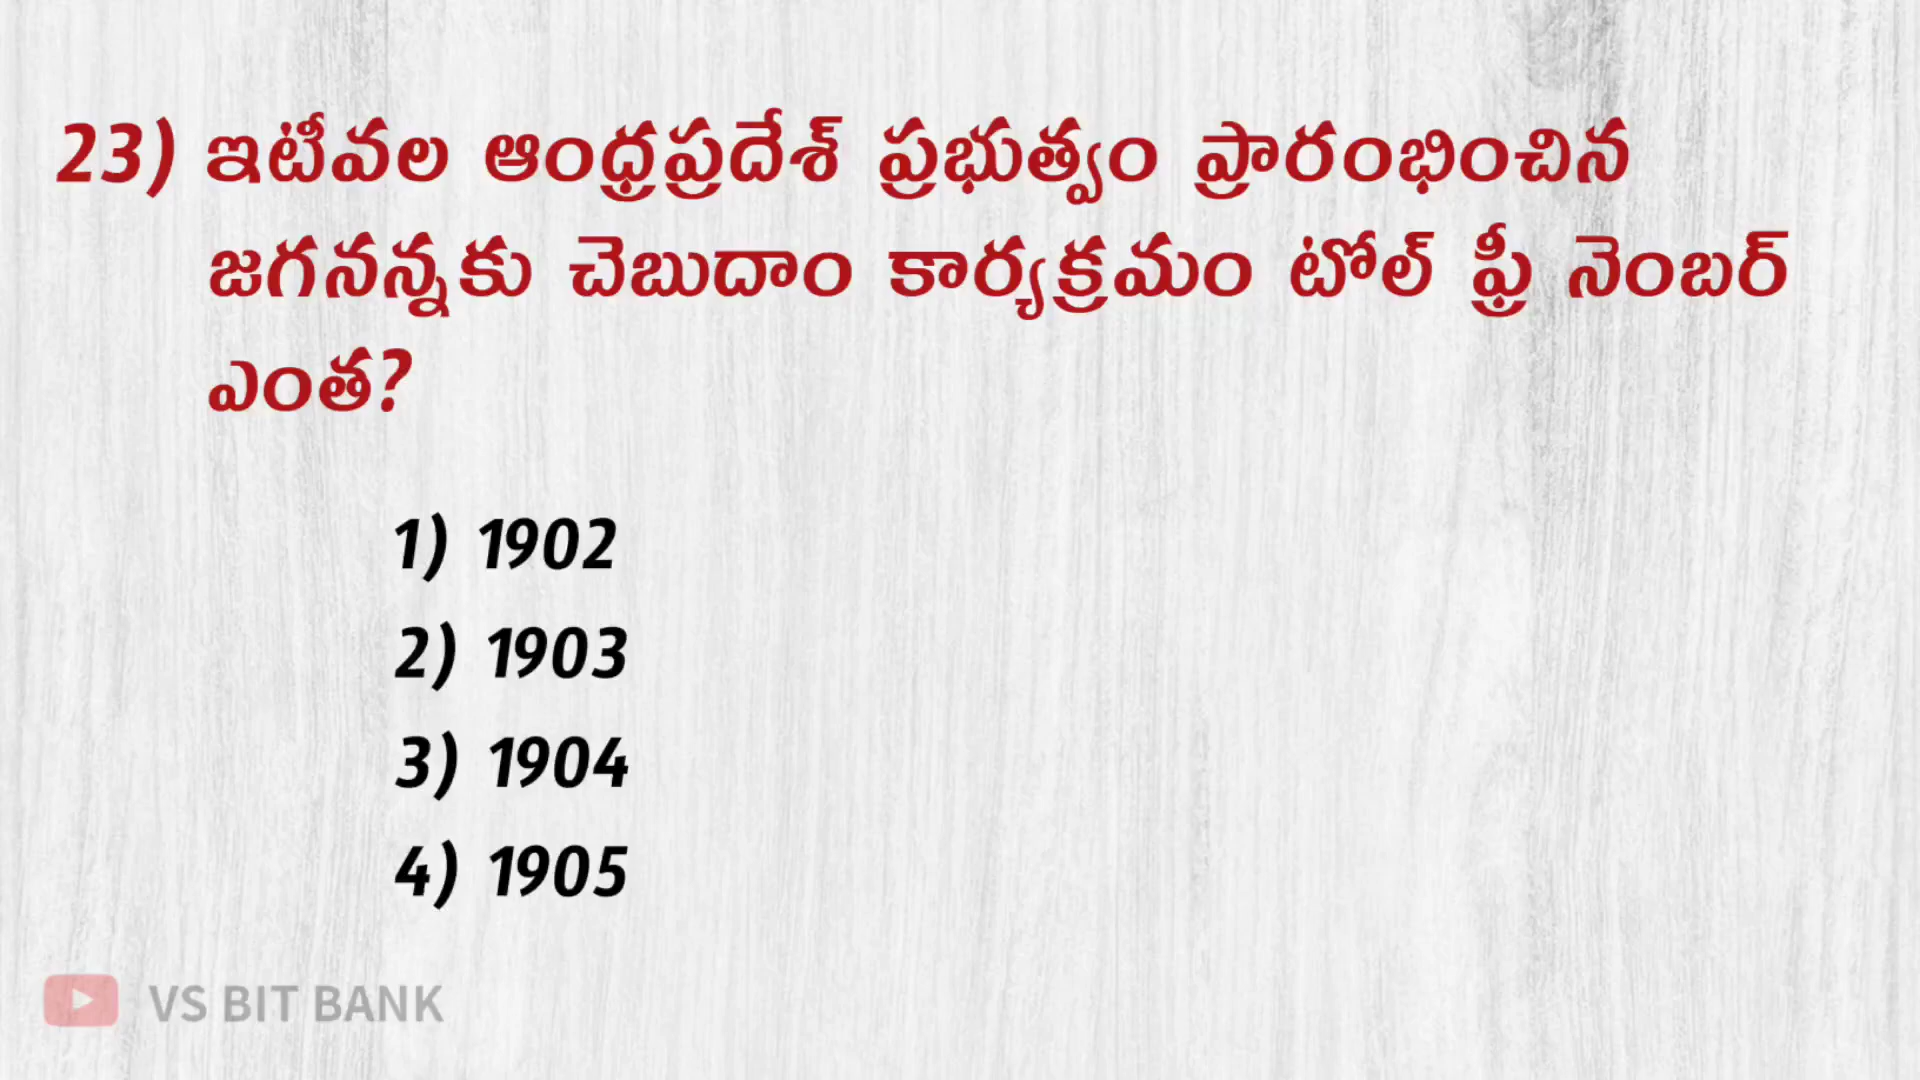 23) ఇటీవల ఆంధ్రప్రదేశ్ ప్రభుత్వం ప్రారంభించిన
జగనన్నకు చెబుదాం కార్యక్రమం టోల్ ఫ్రీ నెంబర్
ఎంత?
1) 1902
2) 1903
3) 1904
4) 1905
VS BIT BANK